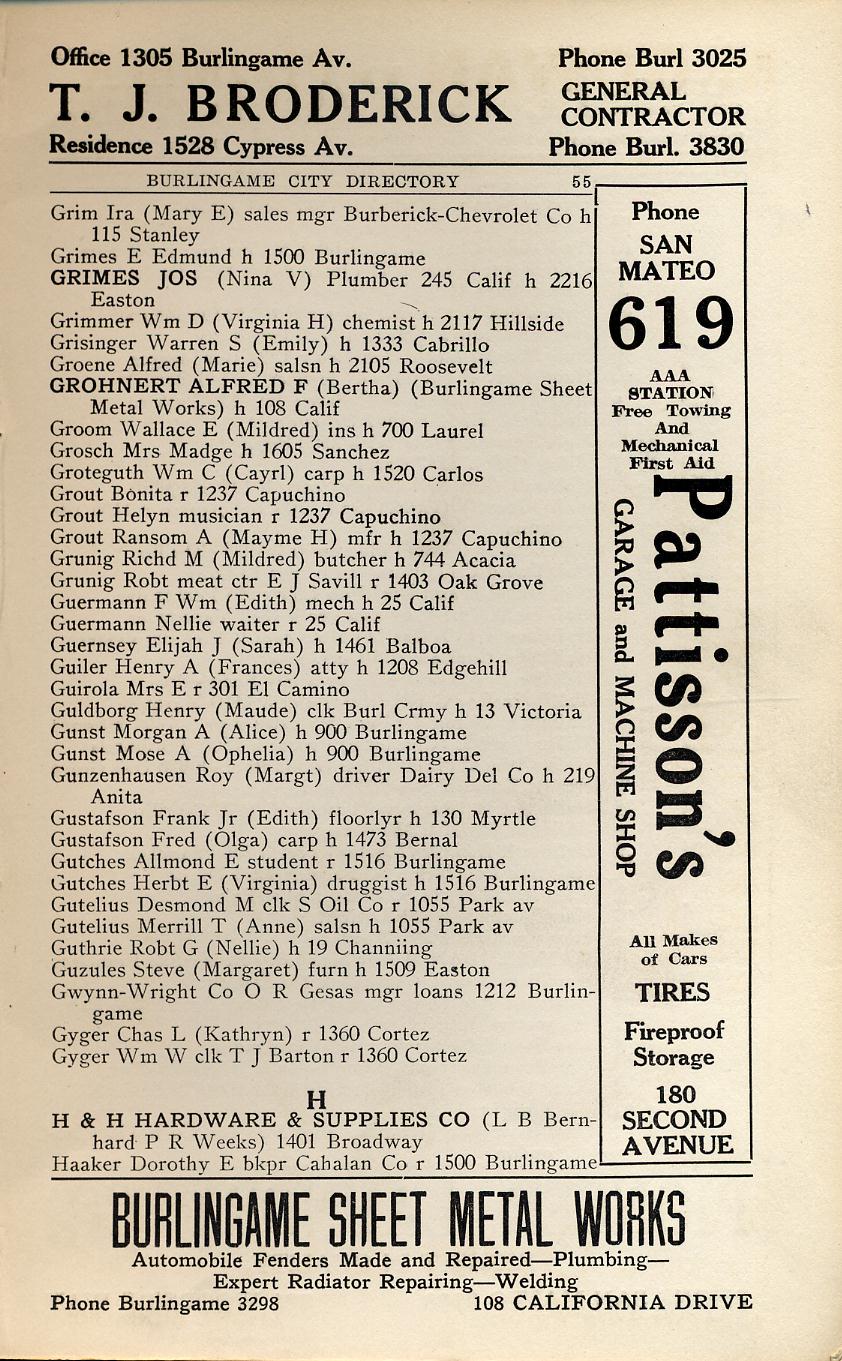 Office 1305 Burlingame Av. Phone Burl 3025
T. J. BRODERICK GENERAL CONTRACTOR
Residence 1528 Cypress Av. Phone Burl. 3830
BURLINGAME CITY DIRECTORY 55
Grim Ira (Mary E) sales mgr Burberick-Chevrolet Co h
115 Stanley
Grimes E Edmund h 1500 Burlingame
GRIMES JOS (Nina V) Plumber 245 Calif h 2216
Easton
Grimmer Wm D (Virginia H) chemist h 2117 Hillside
Grisinger Warren S (Emily) h 1333 Cabrillo
Groene Alfred (Marie) salsn h 2105 Roosevelt
GROHNERT ALFRED F (Bertha) (Burlingame Sheet
Metal Works) h 108 Calif
Groom Wallace E (Mildred) ins h 700 Laurel
Grosch Mrs Madge h 1605 Sanchez
Groteguth Wm C (Cayrl) carp h 1520 Carlos
Grout Bonita r 1237 Capuchino
Grout Helyn musician r 1237 Capuchino
Grout Ransom A (Mayme H) mfr h 1237 Capuchino
Grunig Richd M (Mildred) butcher h 744 Acacia
Grunig Robt meat ctr E J Savill r 1403 Oak Grove
Guermann F Wm (Edith) mech h 25 Calif
Guermann Nellie waiter r 25 Calif
Guernsey Elijah J (Sarah) h 1461 Balboa
Guiler Henry A (Frances) atty h 1208 Edgehill
Guirola Mrs E r 301 El Camino
Guldborg Henry (Maude) clk Burl Crmy h 13 Victoria
Gunst Morgan A (Alice) h 900 Burlingame
Gunst Mose A (Ophelia) h 900 Burlingame
Gunzenhausen Roy (Margt) driver Dairy Del Co h 219
Anita
Gustafson Frank Jr (Edith) floorlyr h 130 Myrtle
Gustafson Fred (Olga) carp h 1473 Bernal
Gutches Allmond E student r 1516 Burlingame
Gutches Herbt E (Virginia) druggist h 1516 Burlingame
Gutelius Desmond M clk S Oil Co r 1055 Park av
Gutelius Merrill T (Anne) salsn h 1055 Park av
Guthrie Robt G (Nellie) h 19 Channiing
Guzules Steve (Margaret) furn h 1509 Easton
Gwynn-Wright Co O R Gesas mgr loans 1212 Burlin-
game
Gyger Chas L (Kathryn) r 1360 Cortez
Gyger Wm W clk T J Barton r 1360 Cortez
H
H & H HARDWARE & SUPPLIES CO (L B Bern-
hard P R Weeks) 1401 Broadway
Haaker Dorothy E bkpr Cahalan Co r 1500 Burlingame
Phone
SAN
MATEO
619
AAA
STATION
Free Towing
And
Mechanical
First Aid
Pattison's
GARAGE and MACHINE SHOP
All Makes
of Cars
TIRES
Fireproof
Storage
180
SECOND
AVENUE
BURLINGAME SHEET METAL WORKS
Automobile Fenders Made and Repaired—Plumbing—
Expert Radiator Repairing—Welding
Phone Burlingame 3298 108 CALIFORNIA DRIVE